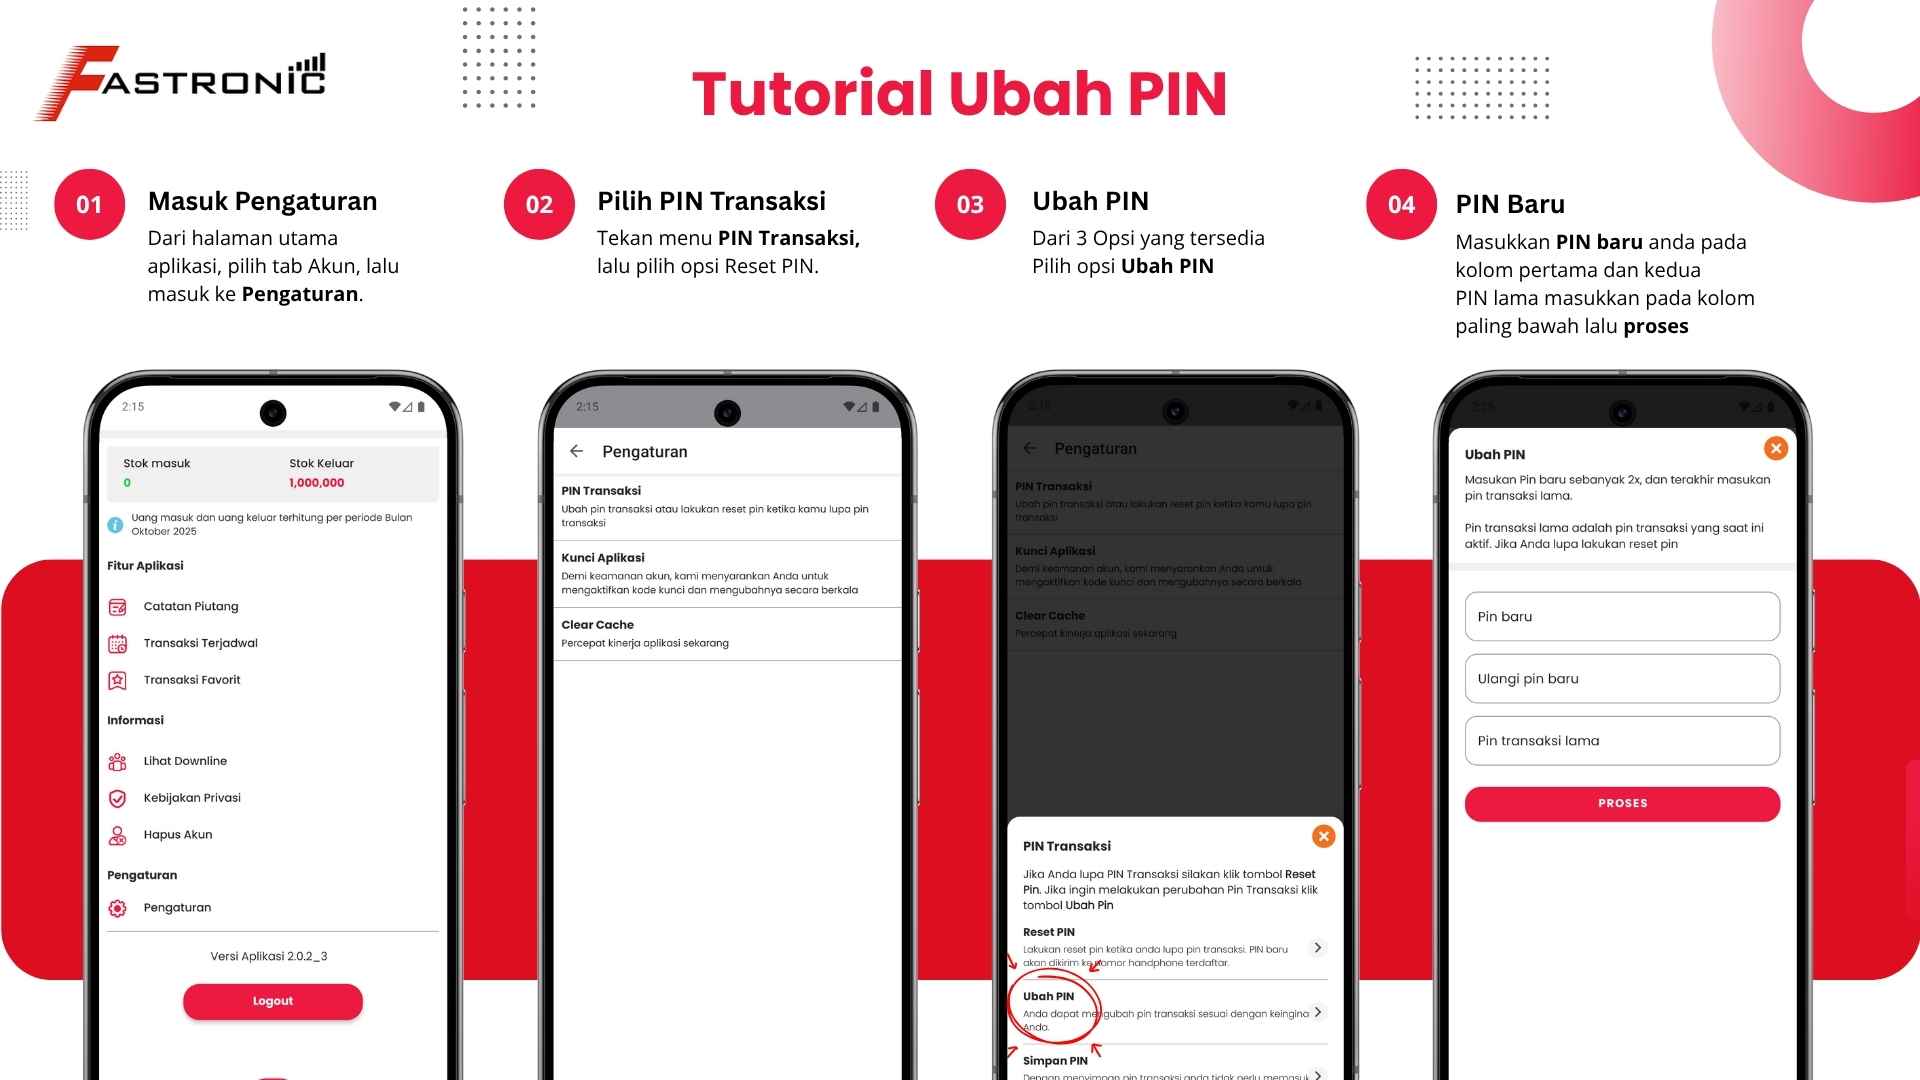 FASTRONIC
Tutorial Ubah PIN
01
Masuk Pengaturan
Dari halaman utama
aplikasi, pilih tab Akun, lalu
masuk ke Pengaturan.
02
Pilih PIN Transaksi
Tekan menu PIN Transaksi,
lalu pilih opsi Reset PIN.
03
Ubah PIN
Dari 3 Opsi yang tersedia
Pilih opsi Ubah PIN
04
PIN Baru
Masukkan PIN baru anda pada
kolom pertama dan kedua
PIN lama masukkan pada kolom
paling bawah lalu proses
2:15
Stok masuk
0
Stok Keluar
1,000,000
Uang masuk dan uang keluar terhitung per periode Bulan
Oktober 2025
Fitur Aplikasi
Catatan Piutang
Transaksi Terjadwal
Transaksi Favorit
Informasi
Lihat Downline
Kebijakan Privasi
Hapus Akun
Pengaturan
Pengaturan
Versi Aplikasi 2.0.2_3
Logout
2:15
Pengaturan
PIN Transaksi
Ubah pin transaksi atau lakukan reset pin ketika kamu lupa pin
transaksi
Kunci Aplikasi
Demi keamanan akun, kami menyarankan Anda untuk
mengaktifkan kode kunci dan mengubahnya secara berkala
Clear Cache
Percepat kinerja aplikasi sekarang
Pengaturan
PIN Transaksi
Ubah pin transaksi atau lakukan reset pin ketika kamu lupa pin
transaksi
Kunci Aplikasi
Demi keamanan akun, kami menyarankan Anda untuk
mengaktifkan kode kunci dan mengubahnya secara berkala
Clear Cache
Percepat kinerja aplikasi sekarang
PIN Transaksi
Jika Anda lupa PIN Transaksi silakan klik tombol Reset
Pin. Jika ingin melakukan perubahan Pin Transaksi klik
tombol Ubah Pin
Reset PIN
Lakukan reset pin ketika anda lupa pin transaksi. PIN baru
akan dikirim ke nomor handphone terdaftar.
Ubah PIN
Anda dapat mengubah pin transaksi sesuai dengan keingina
Anda.
Simpan PIN
Dengan menyimpan pin transaksi anda tidak perlu memasuk
Ubah PIN
Masukan Pin baru sebanyak 2x, dan terakhir masukan
pin transaksi lama.
Pin transaksi lama adalah pin transaksi yang saat ini
aktif. Jika Anda lupa lakukan reset pin
Pin baru
Ulangi pin baru
Pin transaksi lama
PROSES